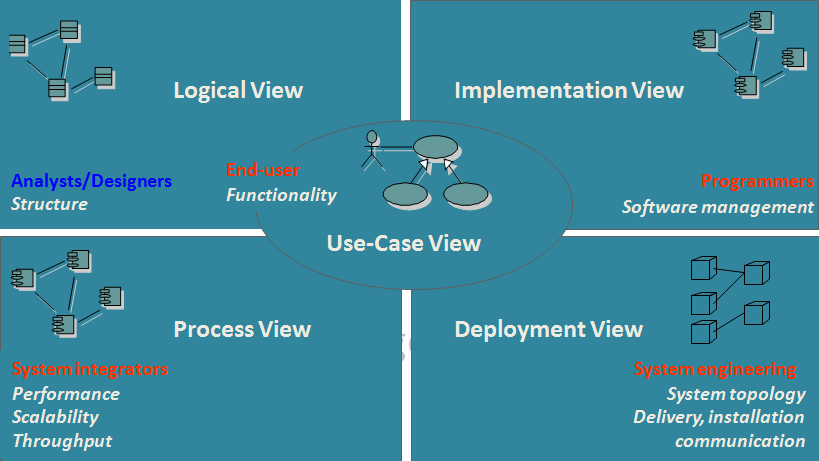 Logical View
Implementation View
Analysts/Designers
Structure
End-user
Functionality
Programmers
Software management
Use-Case View
Process View
Deployment View
System integrators
Performance
Scalability
Throughput
System engineering
System topology
Delivery, installation
communication